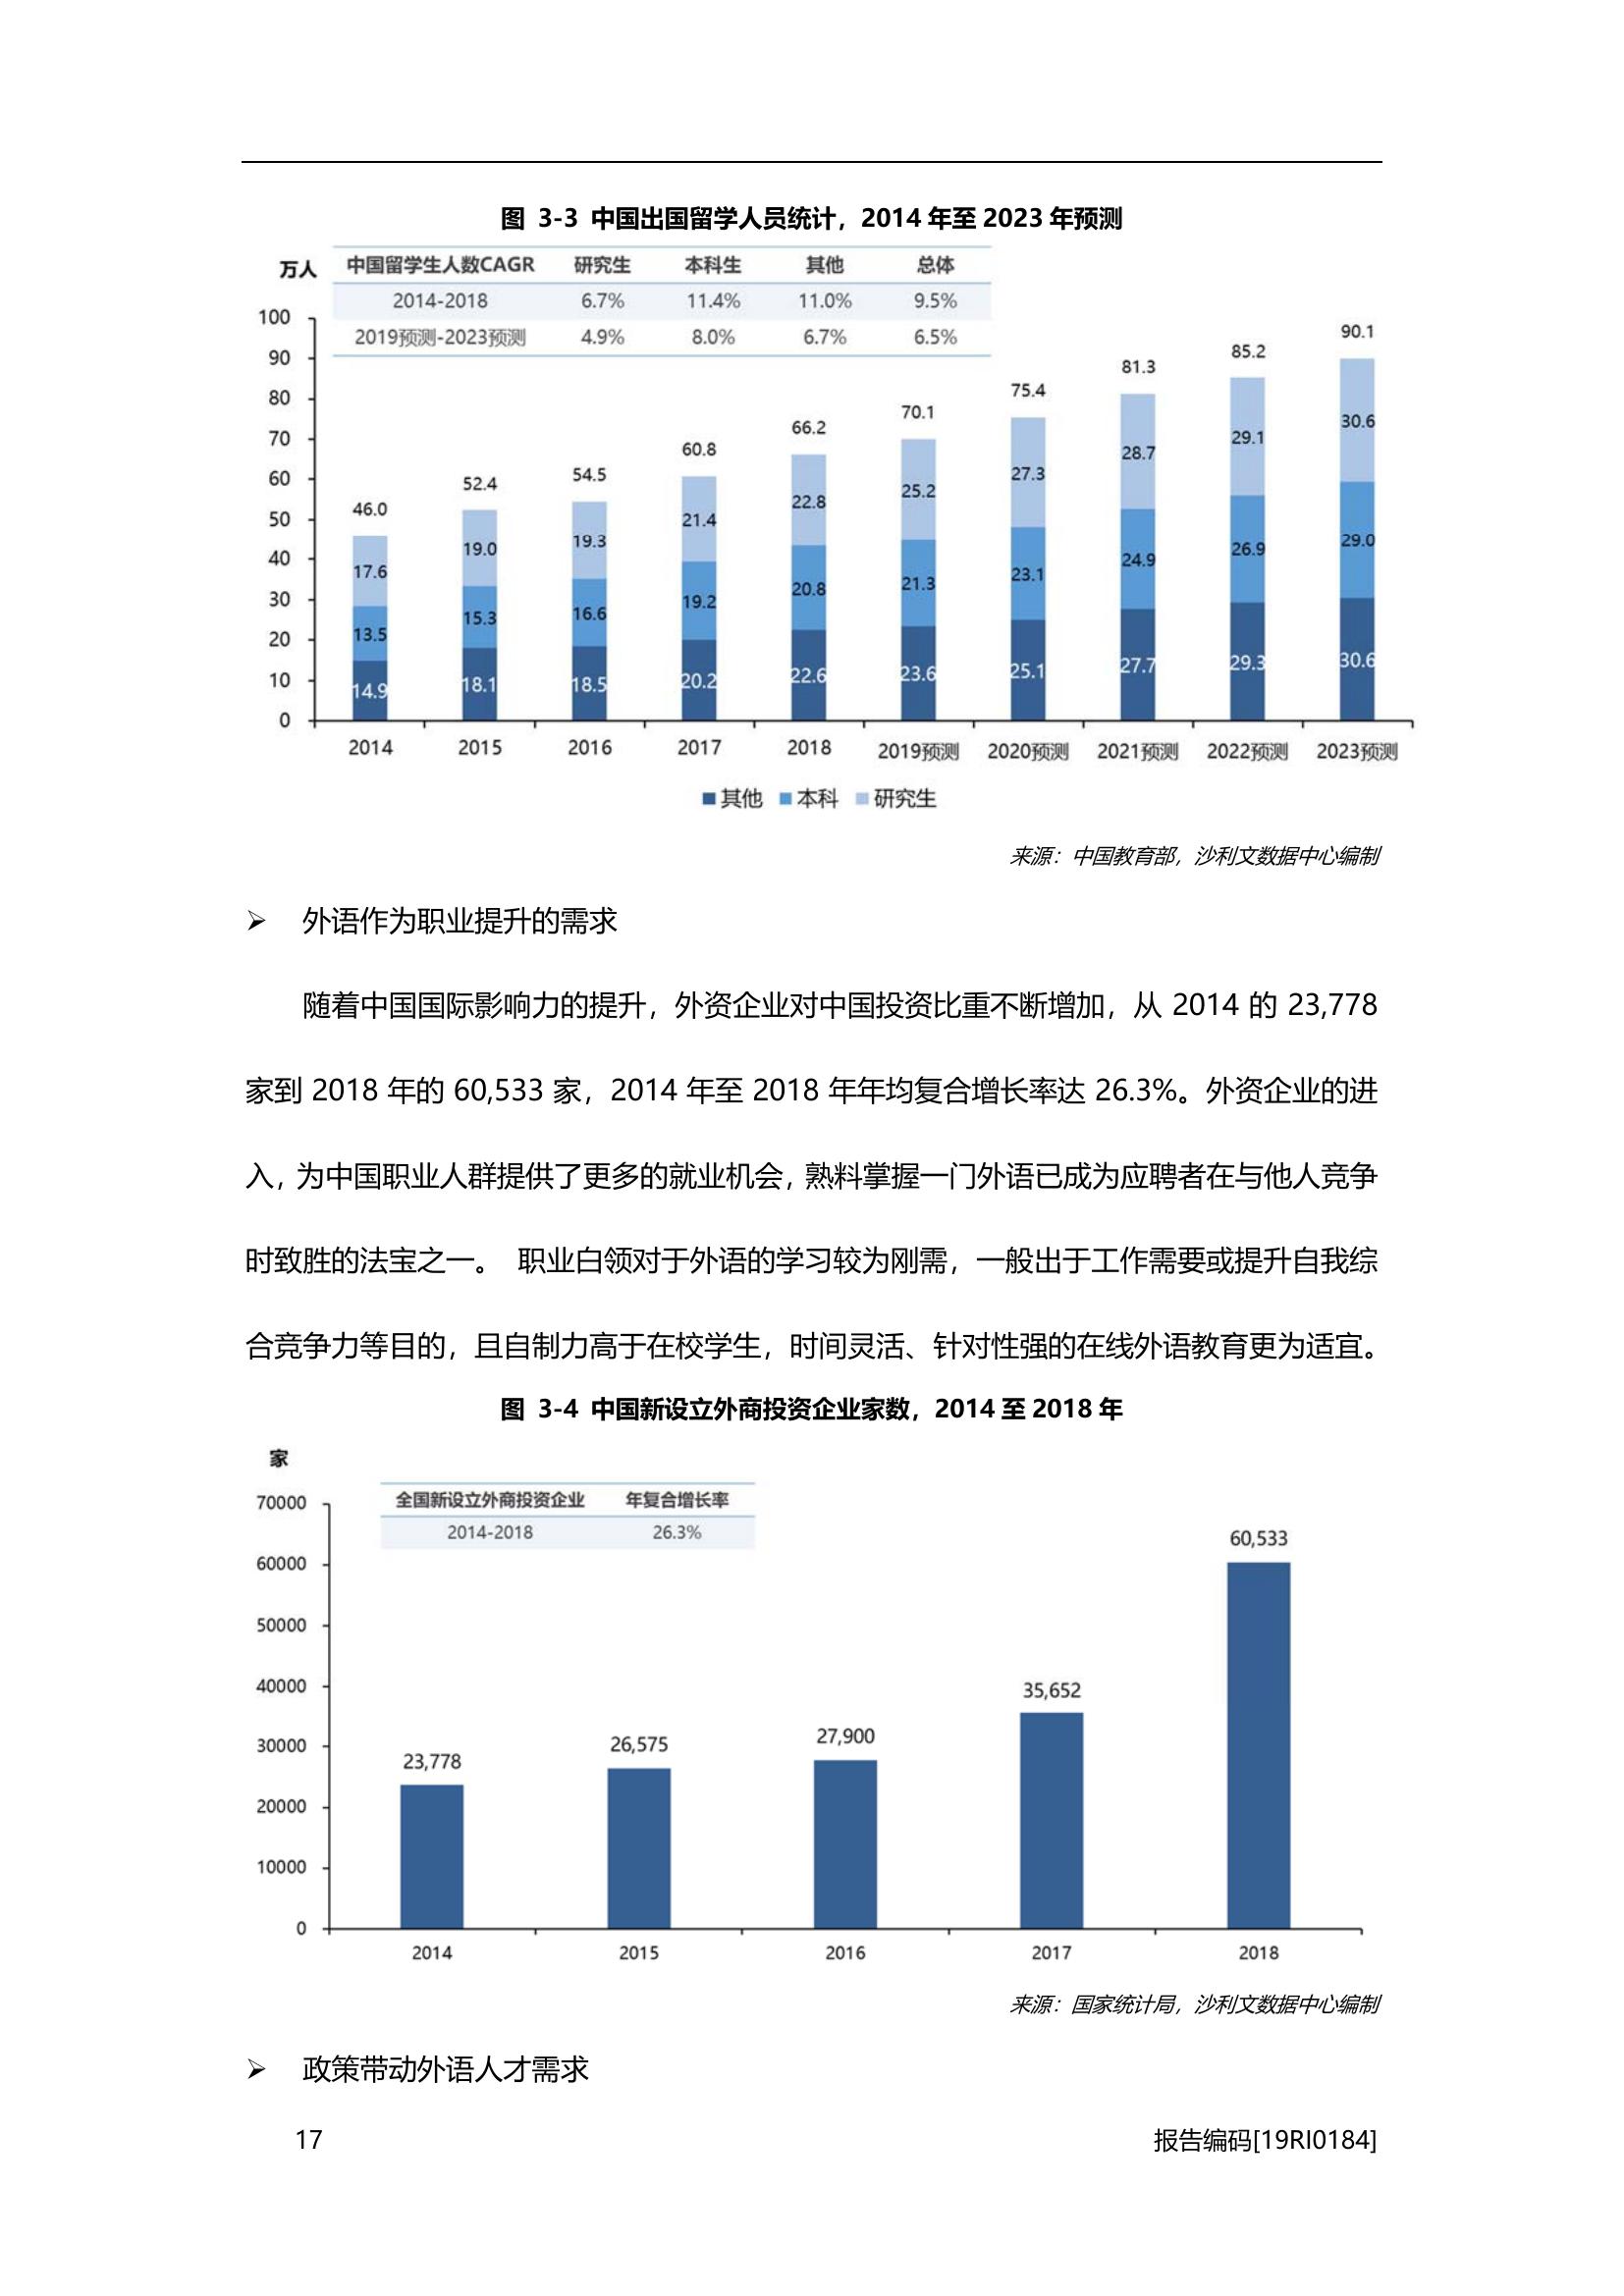 图 3-3 中国出国留学人员统计，2014 年至 2023 年预测
万人
中国留学生人数CAGR 研究生 本科生 其他 总体
2014-2018 6.7% 11.4% 11.0% 9.5%
2019预测-2023预测 4.9% 8.0% 6.7% 6.5%
100
90
80
70
60
50
40
30
20
10
0
46.0 52.4 54.5 60.8 66.2 70.1 75.4 81.3 85.2 90.1
17.6 19.0 19.3 21.4 22.8 25.2 27.3 28.7 29.1 30.6
13.5 15.3 16.6 19.2 20.8 21.3 23.1 24.9 26.9 29.0
14.9 18.1 18.5 20.2 22.6 23.6 25.1 27.7 29.3 30.6
2014 2015 2016 2017 2018 2019预测 2020预测 2021预测 2022预测 2023预测
其他 本科 研究生
来源：中国教育部，沙利文数据中心编制
➢ 外语作为职业提升的需求
随着中国国际影响力的提升，外资企业对中国投资比重不断增加，从 2014 的 23,778
家到 2018 年的 60,533 家，2014 年至 2018 年年均复合增长率达 26.3%。外资企业的进
入，为中国职业人群提供了更多的就业机会，熟料掌握一门外语已成为应聘者在与他人竞争
时致胜的法宝之一。 职业白领对于外语的学习较为刚需，一般出于工作需要或提升自我综
合竞争力等目的，且自制力高于在校学生，时间灵活、针对性强的在线外语教育更为适宜。
图 3-4 中国新设立外商投资企业家数，2014 至 2018 年
家
全国新设立外商投资企业 年复合增长率
2014-2018 26.3%
70000
60000
50000
40000
30000
20000
10000
0
23,778 26,575 27,900 35,652 60,533
2014 2015 2016 2017 2018
来源：国家统计局，沙利文数据中心编制
➢ 政策带动外语人才需求
17 报告编码[19RI0184]